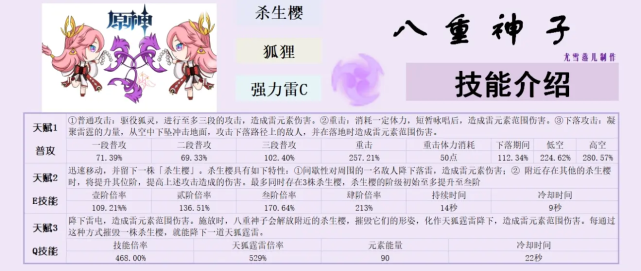 原神
杀生樱
狐狸
强力雷C
八重神子
尤雪落儿制作
技能介绍
天赋1
普攻
①普通攻击：驱役狐灵，进行至多三段的攻击，造成雷元素伤害。②重击：消耗一定体力，短暂咏唱后，造成雷元素范围伤害。③下落攻击：凝
聚雷霆的力量，从空中下坠冲击地面，攻击下落路径上的敌人，并在落地时造成雷元素范围伤害。
一段普攻 二段普攻 三段普攻 重击 重击体力消耗 下落期间 低空 高空
71.39% 69.33% 102.40% 257.21% 50点 112.34% 224.62% 280.57%
天赋2
E技能
迅速移动，并留下一株「杀生樱」。杀生樱具有如下特性：①间歇性对周围的一名敌人降下落雷，造成雷元素伤害；② 附近存在其他的杀生樱
时，将提升其位阶，提高上述攻击造成的伤害。最多同时存在3株杀生樱，杀生樱的阶级初始至多提升至叁阶
壹阶倍率 贰阶倍率 叁阶倍率 肆阶倍率 持续时间 冷却时间
109.21% 136.51% 170.64% 213% 14秒 9秒
天赋3
Q技能
降下雷电，造成雷元素范围伤害。施放时，八重神子会解放附近的杀生樱，摧毁它们的形姿，化作天狐霆雷降下，造成雷元素范围伤害。每通过
这种方式摧毁一株杀生樱，就能降下一道天狐霆雷。
技能倍率 天狐霆雷倍率 元素能量 冷却时间
468.00% 529% 90 22秒